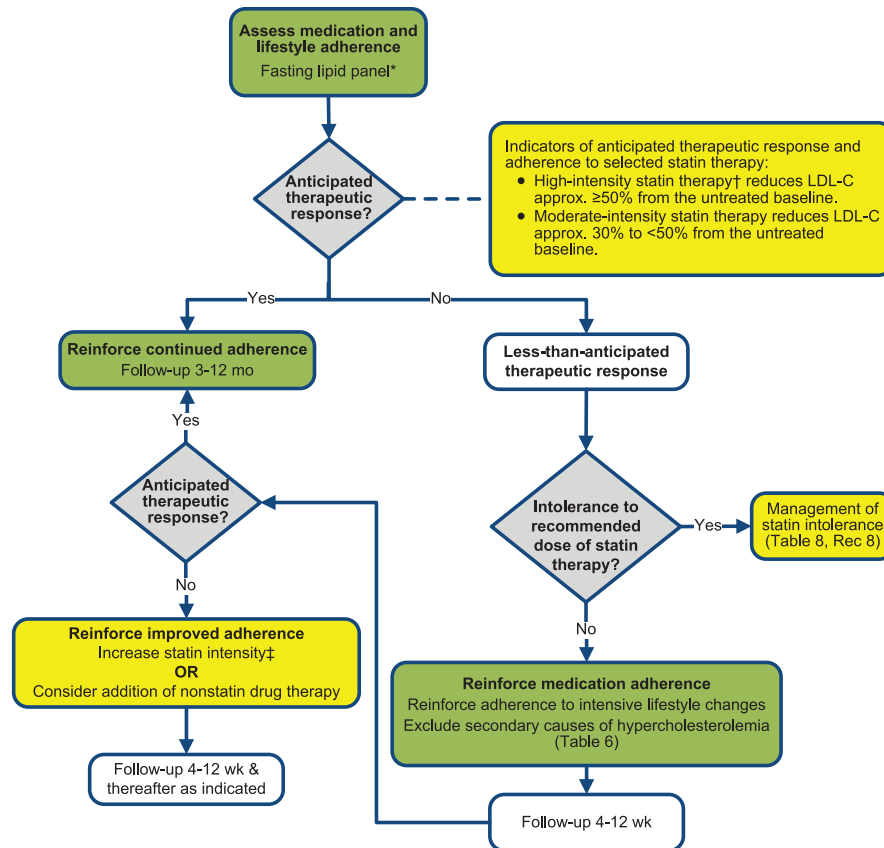 Assess medication and
lifestyle adherence
Fasting lipid panel*
Anticipated
therapeutic
response?
Indicators of anticipated therapeutic response and
adherence to selected statin therapy:
• High-intensity statin therapy† reduces LDL-C
approx. ≥50% from the untreated baseline.
• Moderate-intensity statin therapy reduces LDL-C
approx. 30% to <50% from the untreated
baseline.
Yes
No
Reinforce continued adherence
Follow-up 3-12 mo
Less-than-anticipated
therapeutic response
Yes
Anticipated
therapeutic
response?
Intolerance to
recommended
dose of statin
therapy?
Yes
Management of
statin intolerance
(Table 8, Rec 8)
No
No
Reinforce improved adherence
Increase statin intensity‡
OR
Consider addition of nonstatin drug therapy
Reinforce medication adherence
Reinforce adherence to intensive lifestyle changes
Exclude secondary causes of hypercholesterolemia
(Table 6)
Follow-up 4-12 wk &
thereafter as indicated
Follow-up 4-12 wk